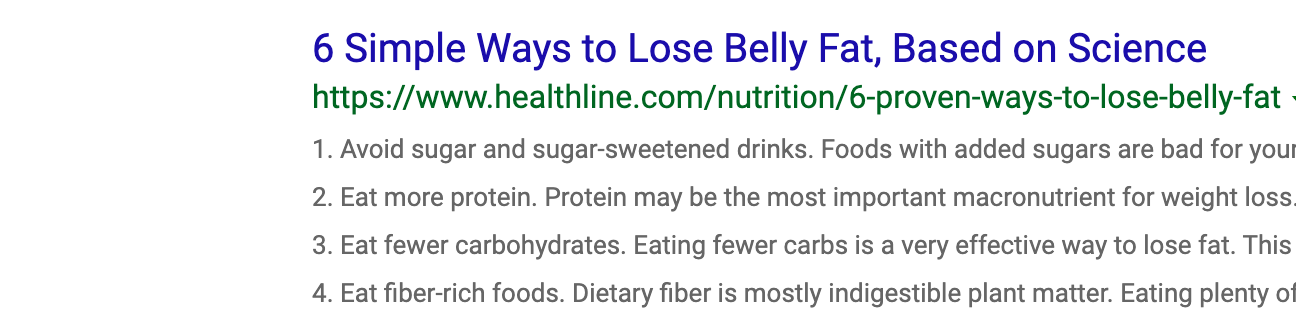 6 Simple Ways to Lose Belly Fat, Based on Science
https://www.healthline.com/nutrition/6-proven-ways-to-lose-belly-fat
1. Avoid sugar and sugar-sweetened drinks. Foods with added sugars are bad for your
2. Eat more protein. Protein may be the most important macronutrient for weight loss.
3. Eat fewer carbohydrates. Eating fewer carbs is a very effective way to lose fat. This
4. Eat fiber-rich foods. Dietary fiber is mostly indigestible plant matter. Eating plenty of